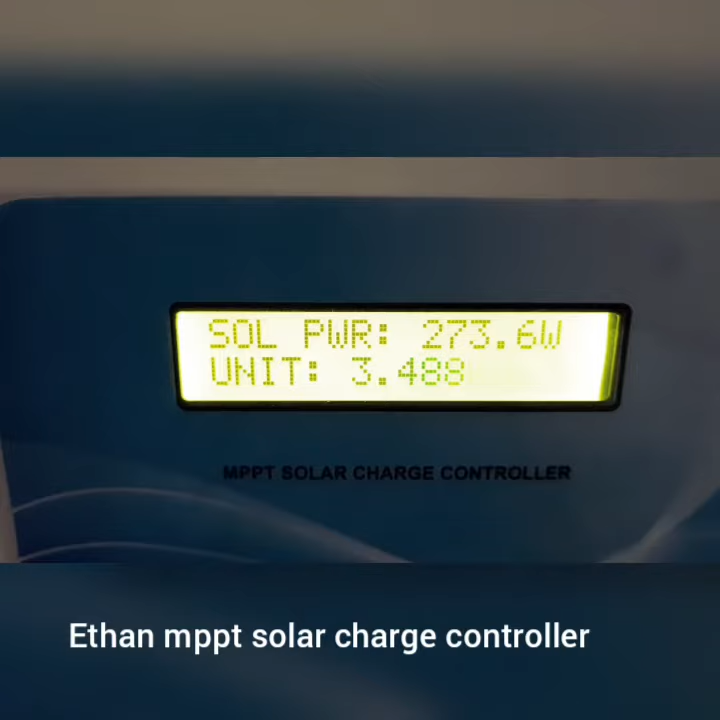 SOL PWR: 273.6W
UNIT: 3.488
MPPT SOLAR CHARGE CONTROLLER
Ethan mppt solar charge controller